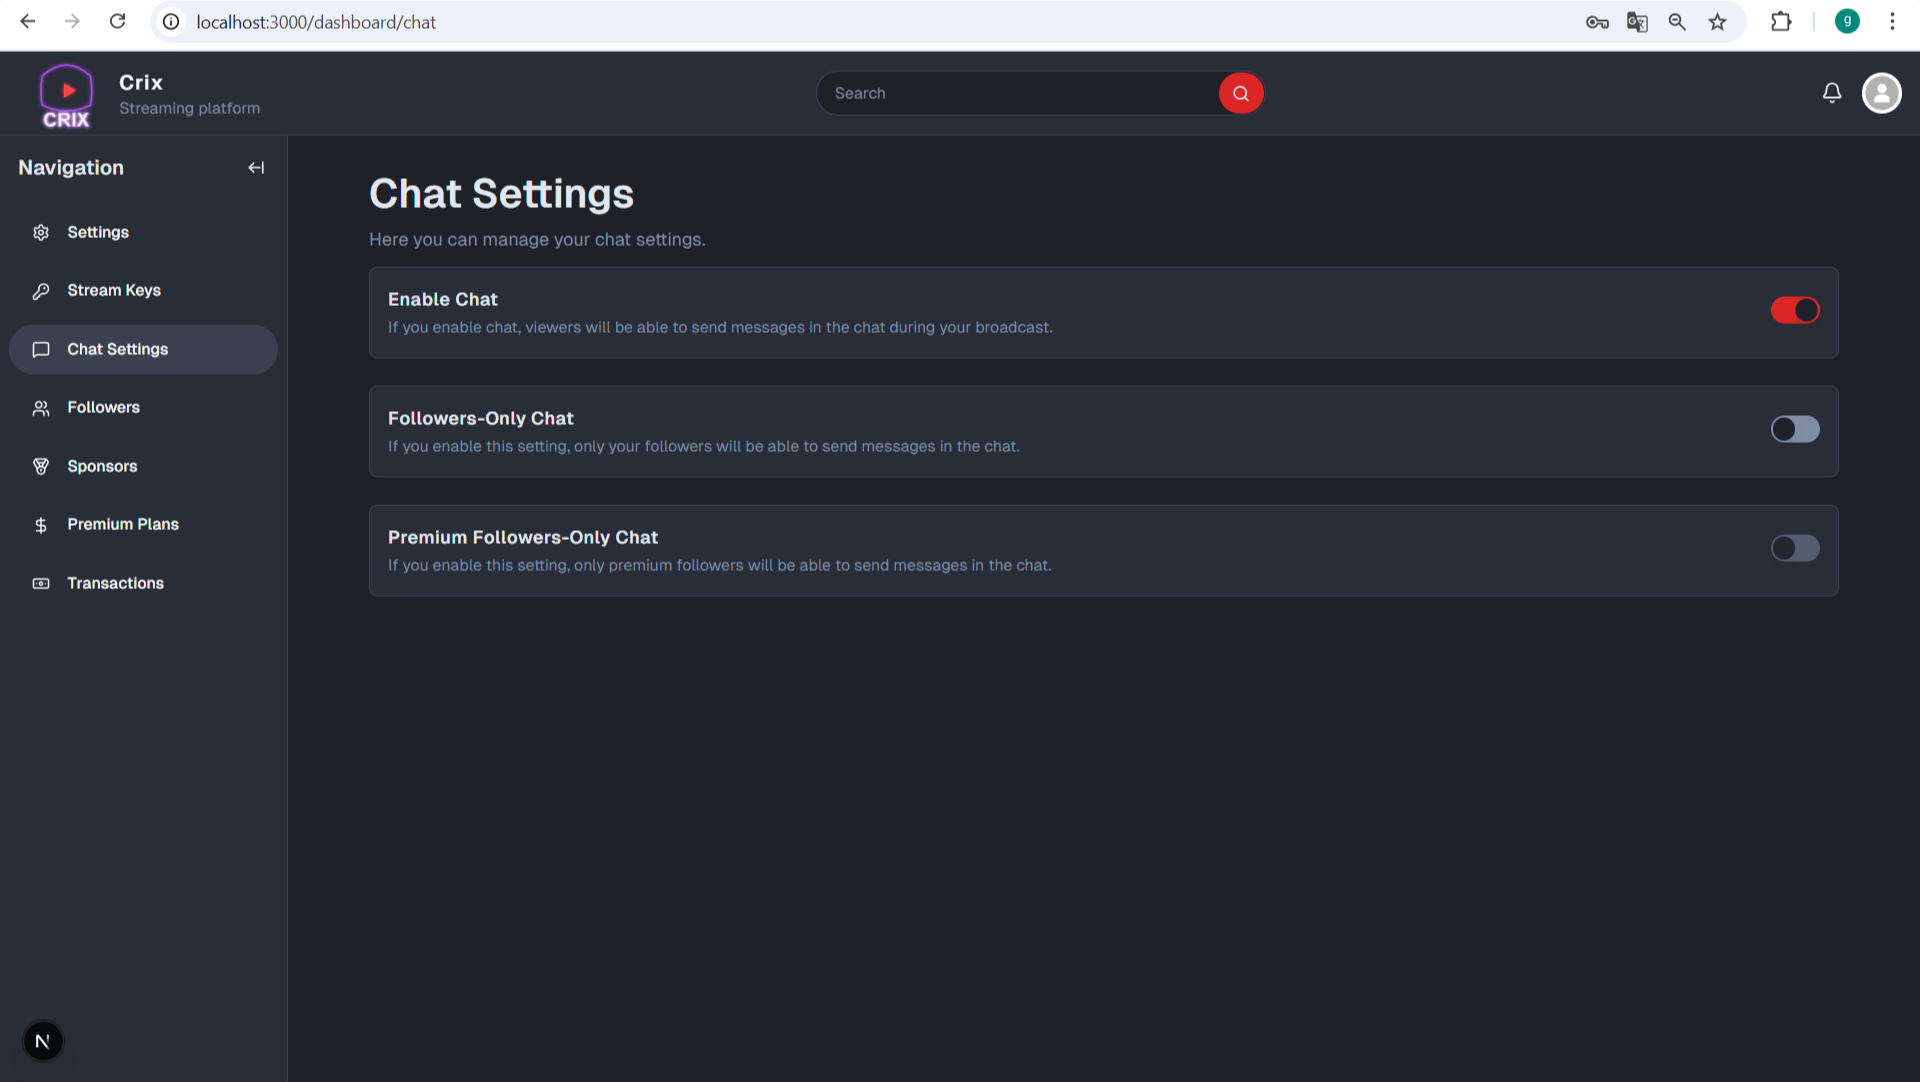 localhost:3000/dashboard/chat
g
CRIX
Crix
Streaming platform
Search
Navigation
Settings
Stream Keys
Chat Settings
Followers
Sponsors
Premium Plans
Transactions
Chat Settings
Here you can manage your chat settings.
Enable Chat
If you enable chat, viewers will be able to send messages in the chat during your broadcast.
Followers-Only Chat
If you enable this setting, only your followers will be able to send messages in the chat.
Premium Followers-Only Chat
If you enable this setting, only premium followers will be able to send messages in the chat.
N